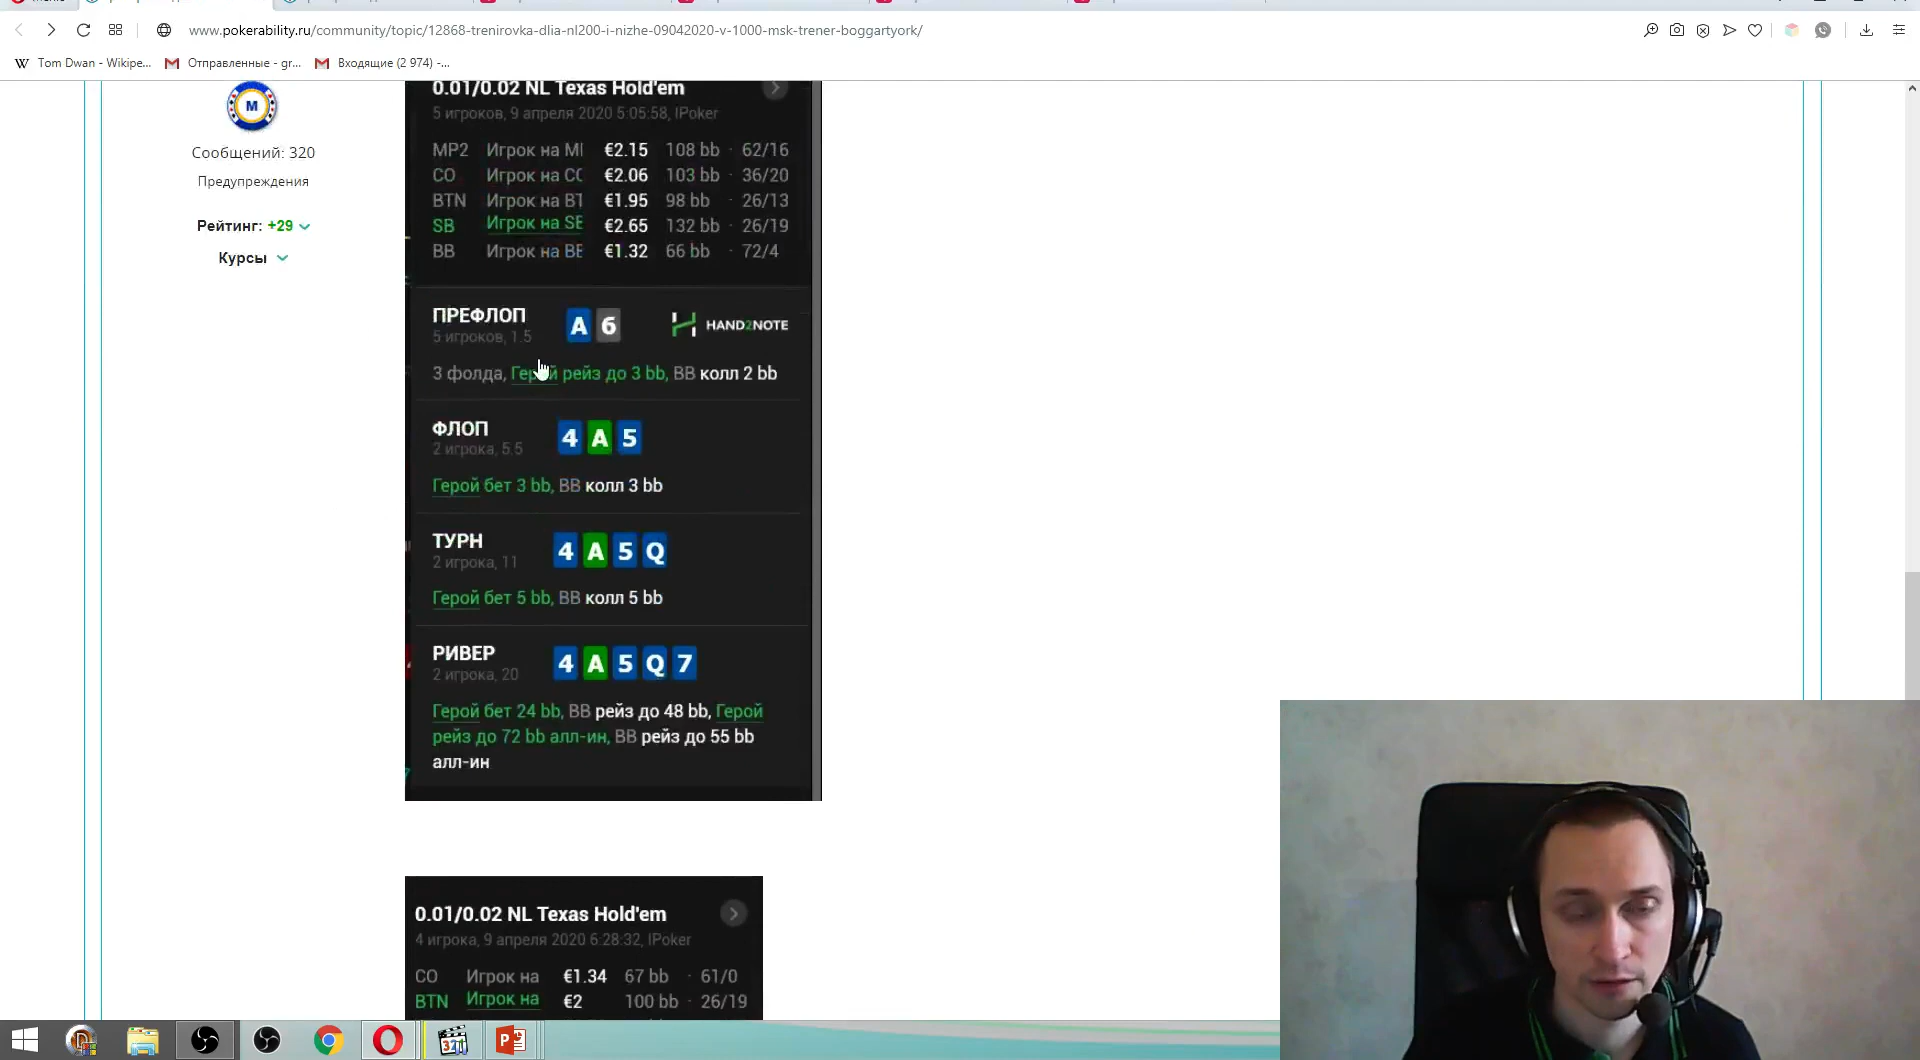 www.pokerability.ru/community/topic/12868-trenirovka-dlia-nl200-i-nizhe-09042020-v-1000-msk-trener-boggartyork/
Tom Dwan - Wikipe...
Отправленные - gr...
Входящие (2 974) -...
M
Сообщений: 320
Предупреждения
Рейтинг: +29
Курсы
0.01/0.02 NL Texas Hold'em
5 игроков, 9 апреля 2020 5:05:58, IPoker
MP2 Игрок на MI €2.15 108 bb · 62/16
CO Игрок на CC €2.06 103 bb · 36/20
BTN Игрок на BT €1.95 98 bb · 26/13
SB Игрок на SB €2.65 132 bb · 26/19
BB Игрок на BB €1.32 66 bb · 72/4
ПРЕФЛОП A 6 HAND2NOTE
5 игроков, 1.5
3 фолда, Герой рейз до 3 bb, BB колл 2 bb
ФЛОП 4 A 5
2 игрока, 5.5
Герой бет 3 bb, BB колл 3 bb
ТУРН 4 A 5 Q
2 игрока, 11
Герой бет 5 bb, BB колл 5 bb
РИВЕР 4 A 5 Q 7
2 игрока, 20
Герой бет 24 bb, BB рейз до 48 bb, Герой
рейз до 72 bb алл-ин, BB рейз до 55 bb
алл-ин
0.01/0.02 NL Texas Hold'em
4 игрока, 9 апреля 2020 6:28:32, IPoker
CO Игрок на €1.34 67 bb · 61/0
BTN Игрок на €2 100 bb · 26/19
321